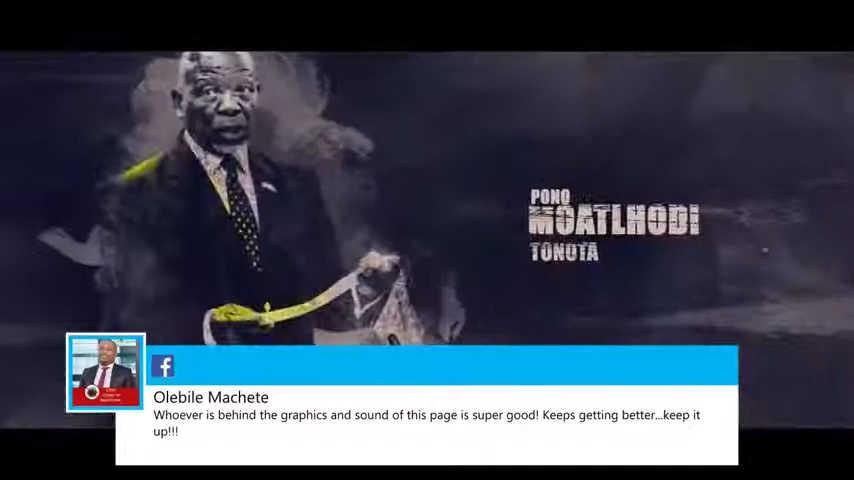 PONO
MOATLHODI
TONOTA
f
Olebile Machete
Whoever is behind the graphics and sound of this page is super good! Keeps getting better...keep it
up!!!